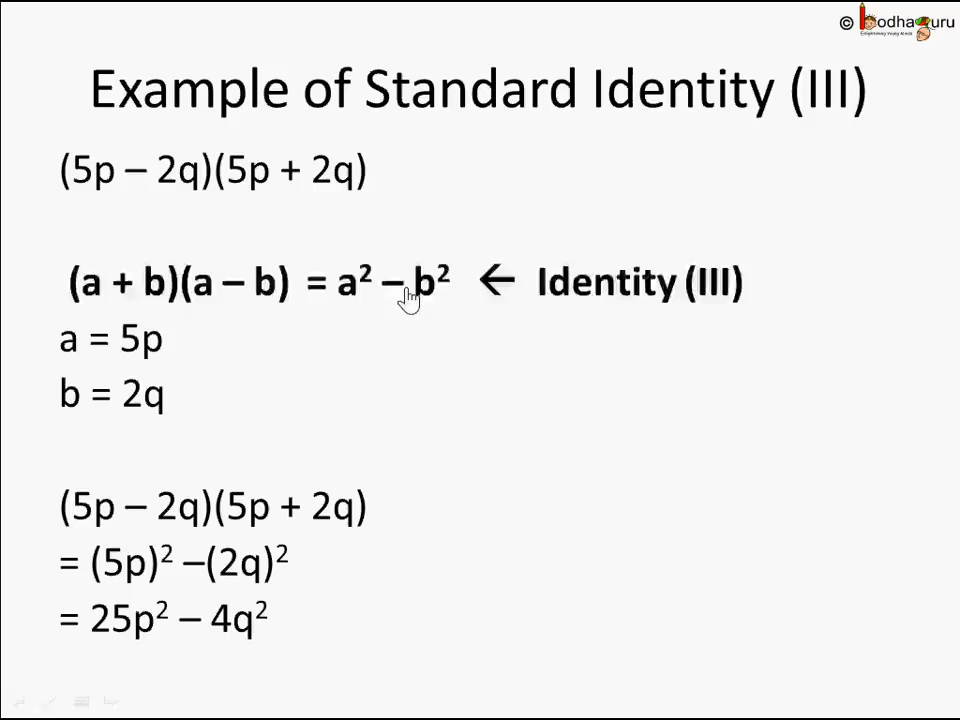 © BodhaGuru
Example of Standard Identity (III)
(5p – 2q)(5p + 2q)
(a + b)(a – b) = a² – b² ← Identity (III)
a = 5p
b = 2q
(5p – 2q)(5p + 2q)
= (5p)² –(2q)²
= 25p² – 4q²